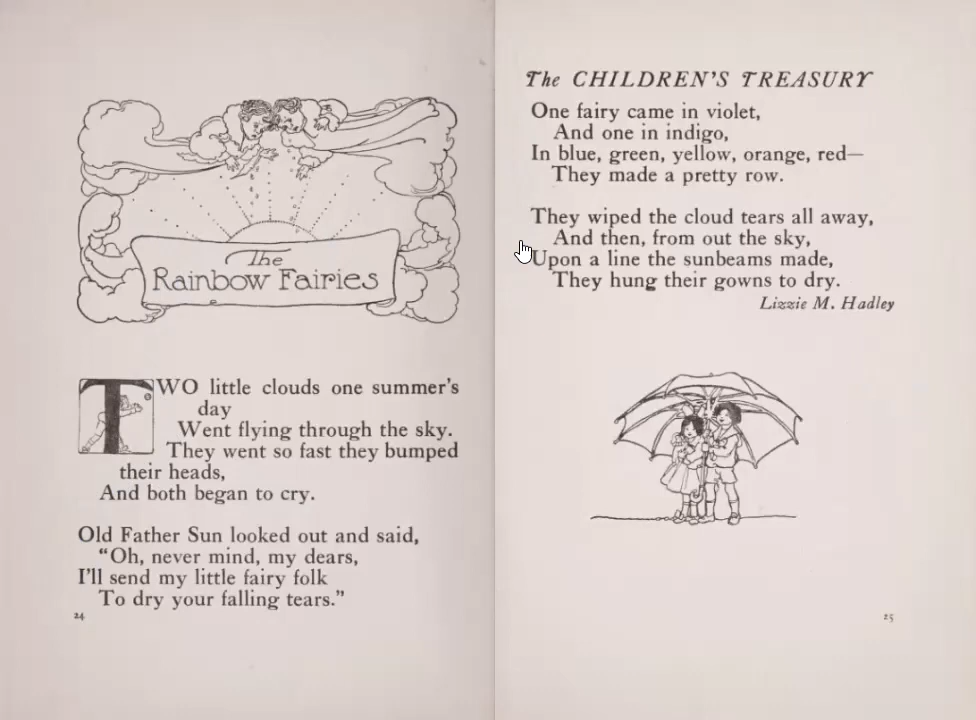 The
Rainbow Fairies
TWO little clouds one summer's
day
Went flying through the sky.
They went so fast they bumped
their heads,
And both began to cry.
Old Father Sun looked out and said,
"Oh, never mind, my dears,
I'll send my little fairy folk
To dry your falling tears."
24
The CHILDREN'S TREASURY
One fairy came in violet,
And one in indigo,
In blue, green, yellow, orange, red—
They made a pretty row.
They wiped the cloud tears all away,
And then, from out the sky,
Upon a line the sunbeams made,
They hung their gowns to dry.
Lizzie M. Hadley
25